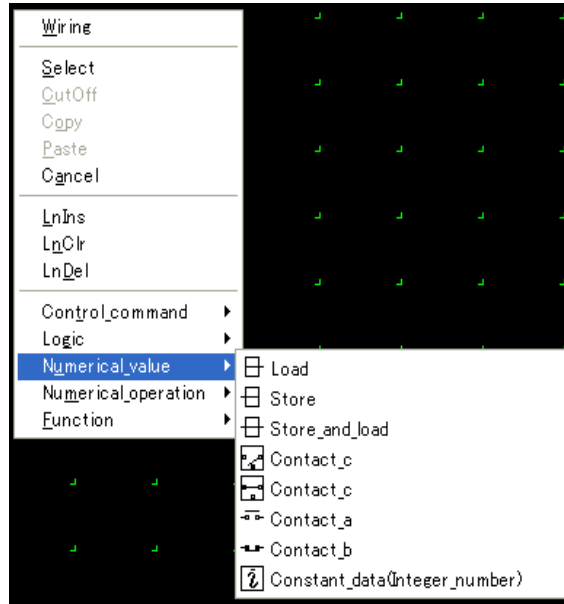 Wiring
Select
CutOff
Copy
Paste
Cancel
LnIns
LnClr
LnDel
Control_command
Logic
Numerical_value
Numerical_operation
Function
Load
Store
Store_and_load
Contact_c
Contact_c
Contact_a
Contact_b
i Constant_data(Integer_number)